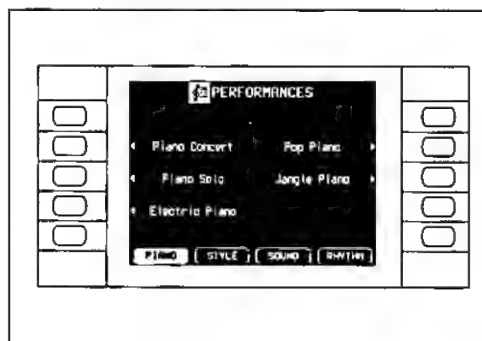 PERFORMANCES
Piano Concert Pop Piano
Piano Solo Jangle Piano
Electric Piano
PIANO STYLE SOUND RHYTHM